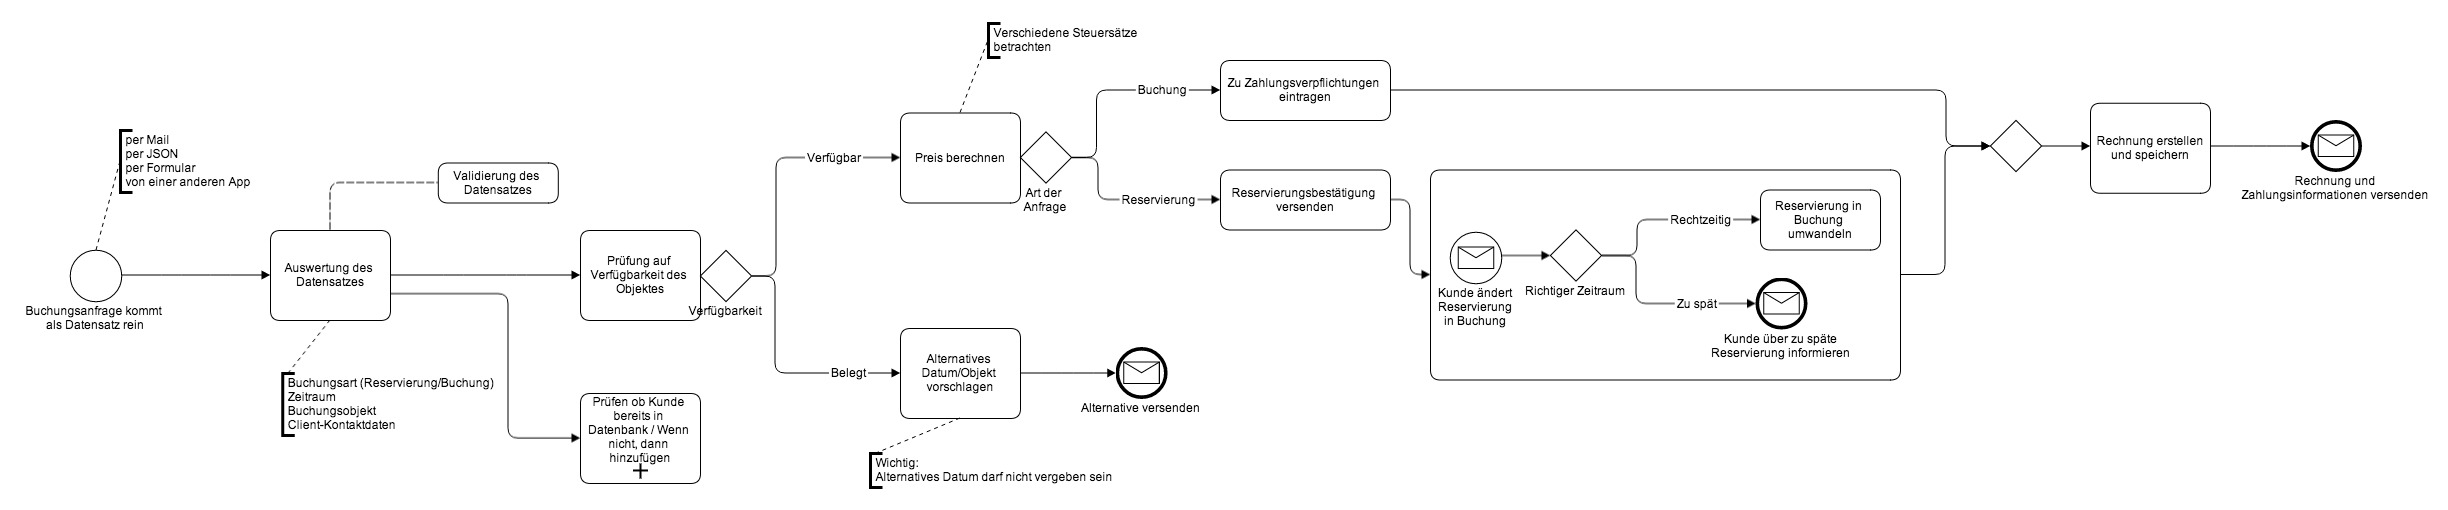 Verschiedene Steuersätze
betrachten
per Mail
per JSON
per Formular
von einer anderen App
Buchungsanfrage kommt
als Datensatz rein
Validierung des
Datensatzes
Auswertung des
Datensatzes
Buchungsart (Reservierung/Buchung)
Zeitraum
Buchungsobjekt
Client-Kontaktdaten
Prüfung auf
Verfügbarkeit des
Objektes
Verfügbarkeit
Prüfen ob Kunde
bereits in
Datenbank / Wenn
nicht, dann
hinzufügen
Verfügbar
Belegt
Preis berechnen
Art der
Anfrage
Alternatives
Datum/Objekt
vorschlagen
Alternative versenden
Wichtig:
Alternatives Datum darf nicht vergeben sein
Buchung
Reservierung
Zu Zahlungsverpflichtungen
eintragen
Reservierungsbestätigung
versenden
Kunde ändert
Reservierung
in Buchung
Richtiger Zeitraum
Rechtzeitig
Zu spät
Reservierung in
Buchung
umwandeln
Kunde über zu späte
Reservierung informieren
Rechnung erstellen
und speichern
Rechnung und
Zahlungsinformationen versenden